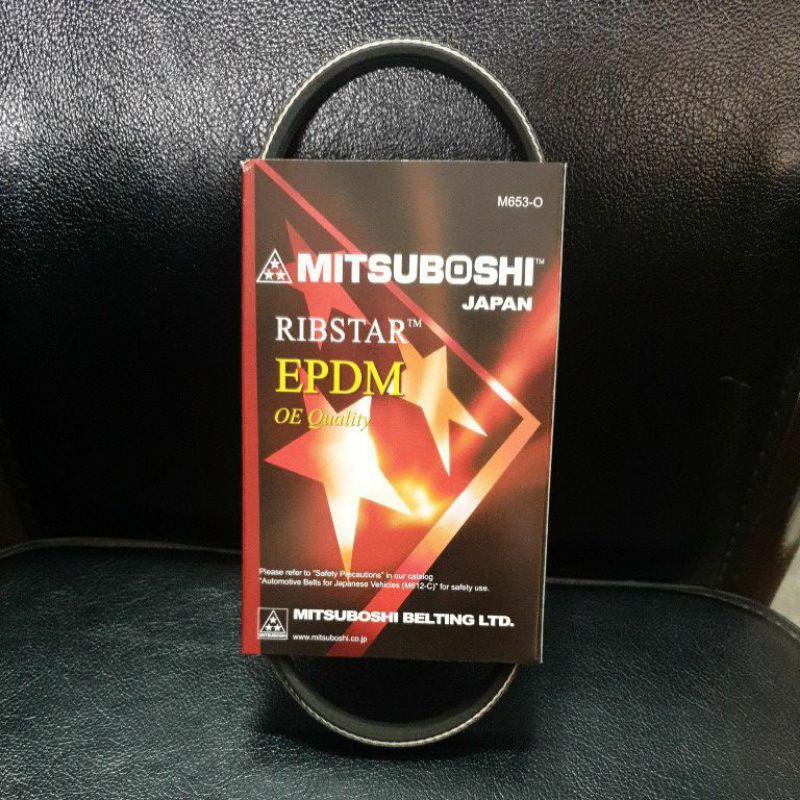 M653-O
MITSUBOSHI™
JAPAN
RIBSTAR™
EPDM
OE Quality
Please refer to "Safety Precautions" in our catalog
"Automotive Belts for Japanese Vehicles (M612-C)" for safety use.
MITSUBOSHI BELTING LTD.
www.mitsuboshi.co.jp